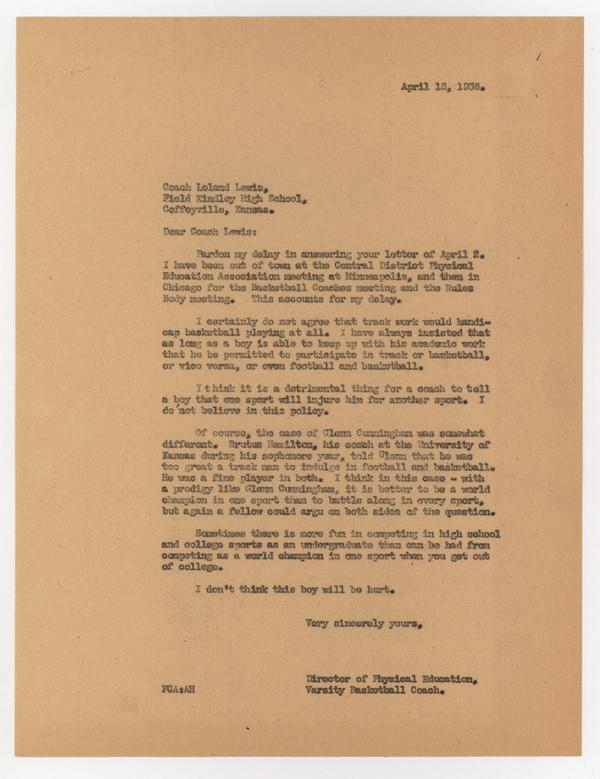 April 18, 1938.
Coach Leland Lewis,
Field Kindley High School,
Coffeyville, Kansas.
Dear Coach Lewis:
Pardon my delay in answering your letter of April 2.
I have been out of town at the Central District Physical
Education Association meeting at Minneapolis, and then in
Chicago for the Basketball Coaches meeting and the Rules
Body meeting. This accounts for my delay.
I certainly do not agree that track work would handi-
cap basketball playing at all. I have always insisted that
as long as a boy is able to keep up with his academic work
that he be permitted to participate in track or basketball,
or vice versa, or even football and basketball.
I think it is a detrimental thing for a coach to tell
a boy that one sport will injure him for another sport. I
do not believe in this policy.
Of course, the case of Glenn Cunningham was somewhat
different. Brutus Hamilton, his coach at the University of
Kansas during his sophomore year, told Glenn that he was
too great a track man to indulge in football and basketball.
He was a fine player in both. I think in this case - with
a prodigy like Glenn Cunningham, it is better to be a world
champion in one sport than to battle along in every sport,
but again a fellow could argu on both sides of the question.
Sometimes there is more fun in competing in high school
and college sports as an undergraduate than can be had from
competing as a world champion in one sport when you get out
of college.
I don't think this boy will be hurt.
Very sincerely yours,
Director of Physical Education,
FCA:AH Varsity Basketball Coach.